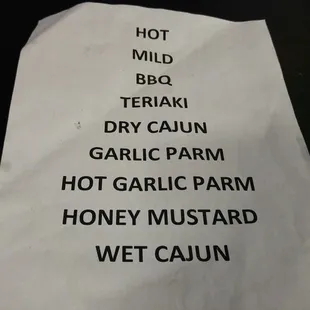 HOT
MILD
BBQ
TERIAKI
DRY CAJUN
GARLIC PARM
HOT GARLIC PARM
HONEY MUSTARD
WET CAJUN